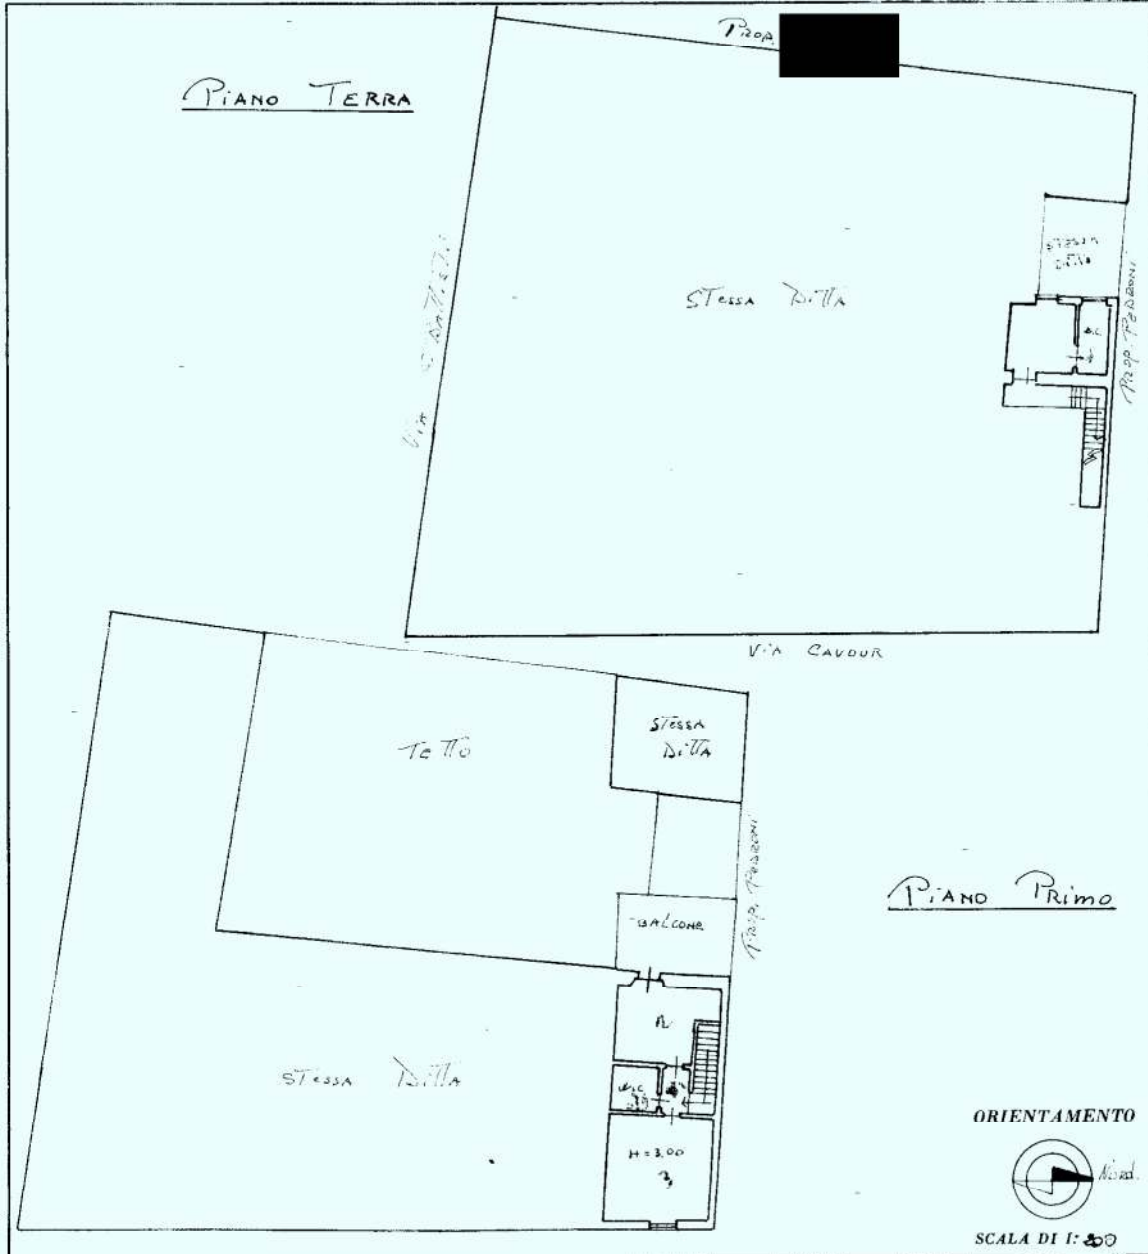 Prop.
PIANO TERRA
STESSA
STESSA DITTA
Prop. PEDRONI
Via
Via CAVOUR
STESSA
DITTA
TETTO
Prop. PEDRONI
PIANO PRIMO
BALCONE
STESSA DITTA
H = 3,00
ORIENTAMENTO
Nord.
SCALA DI 1: 200